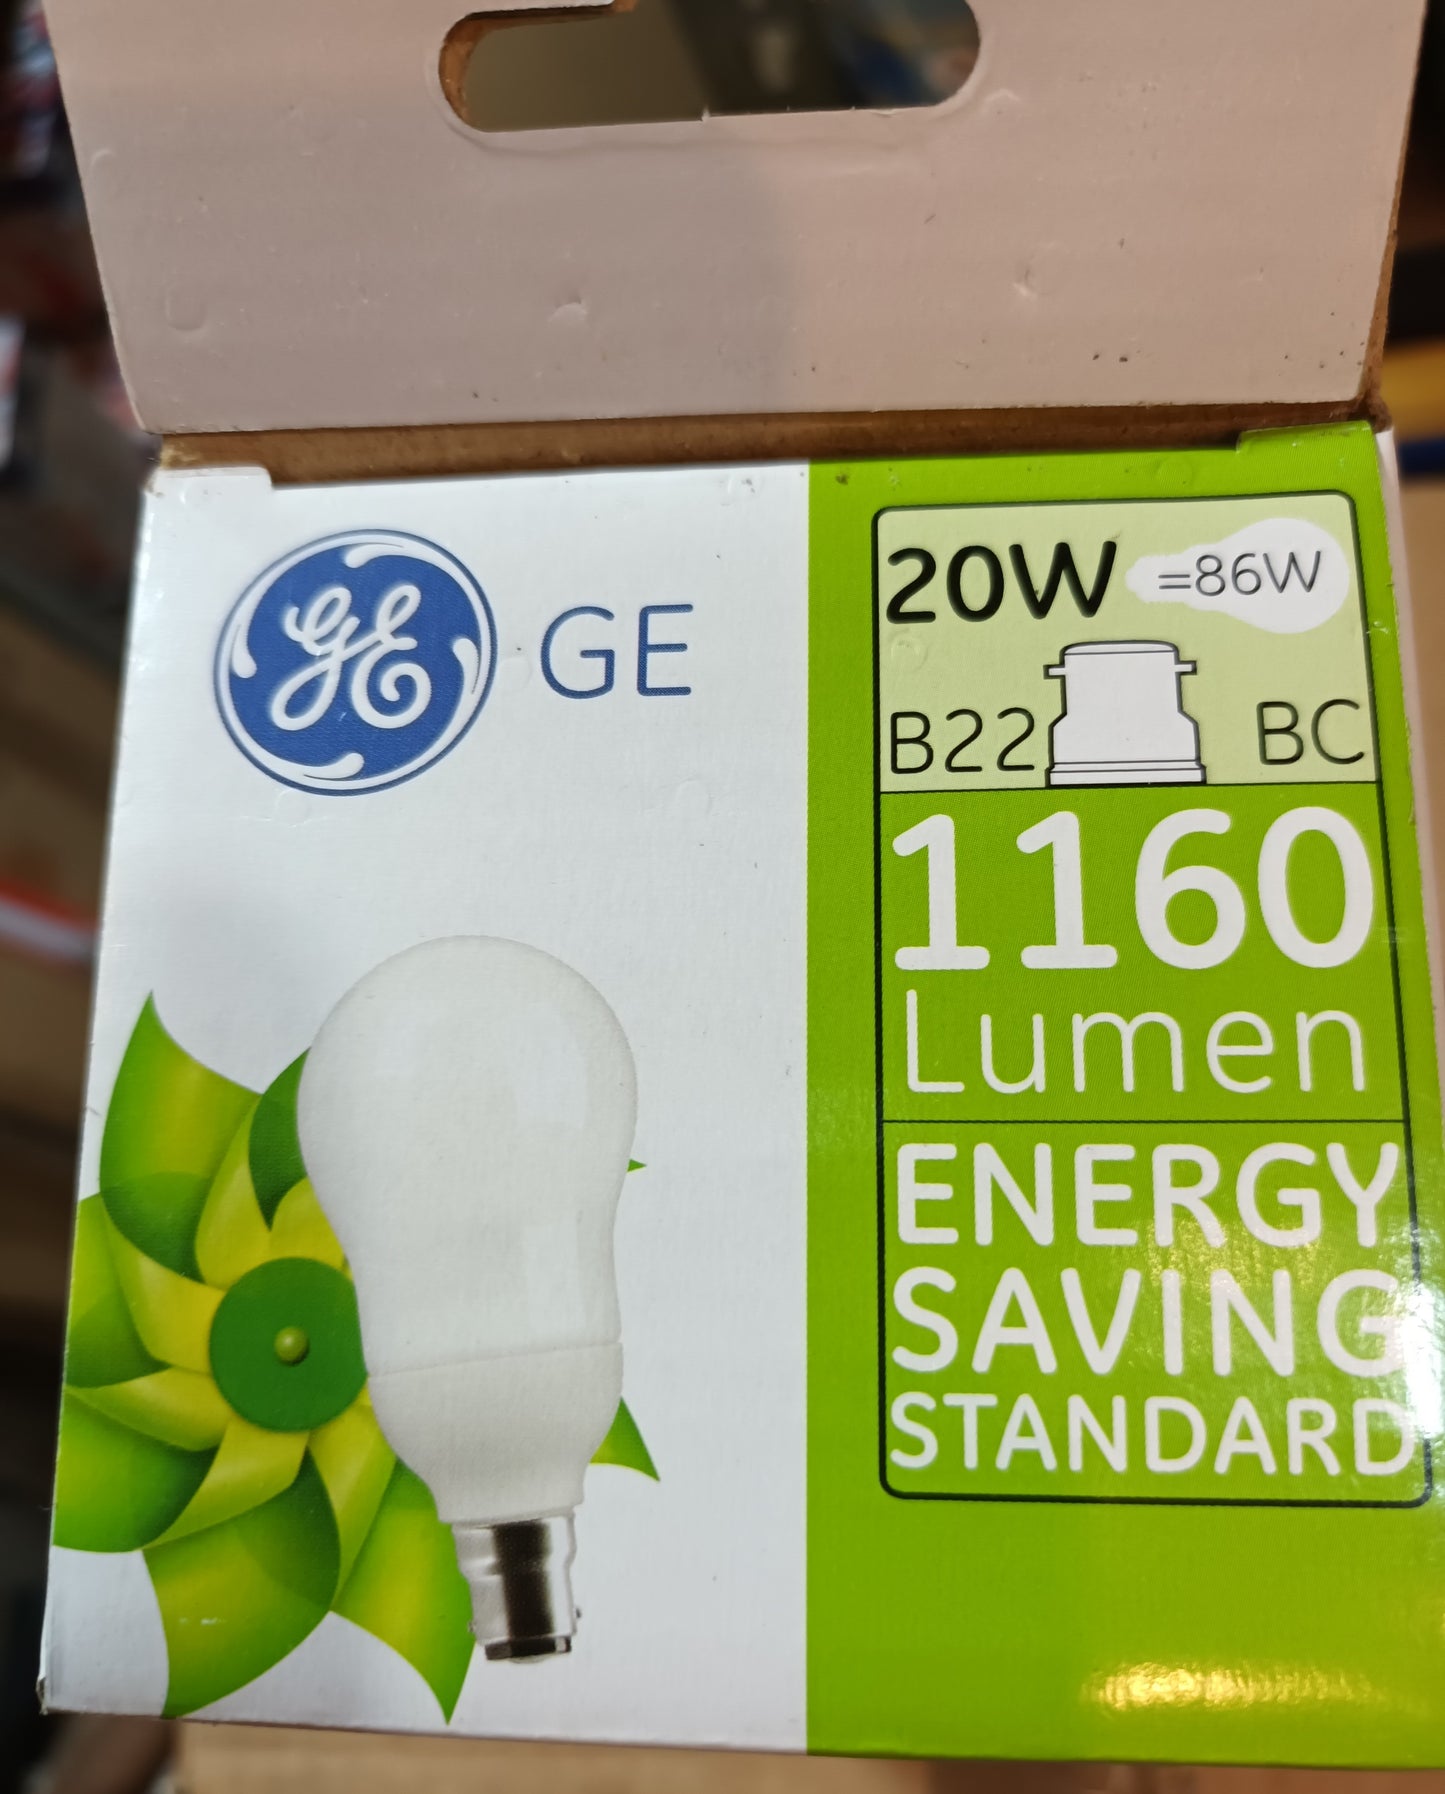 GE GE
20W =86W
B22 BC
1160
Lumen
ENERGY
SAVING
STANDARD